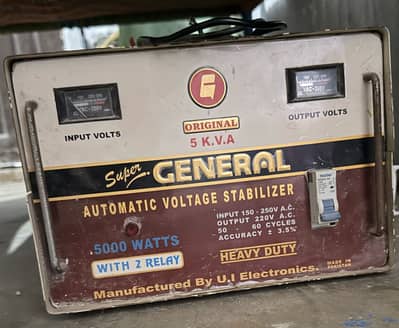 INPUT VOLTS
OUTPUT VOLTS
ORIGINAL
5 K.V.A
Super
GENERAL
AUTOMATIC VOLTAGE STABILIZER
INPUT 150 - 250V A.C.
OUTPUT 220V A.C.
50 - 60 CYCLES
ACCURACY ± 3.5%
5000 WATTS
WITH 2 RELAY
HEAVY DUTY
MADE IN
PAKISTAN
Manufactured By U.I Electronics.